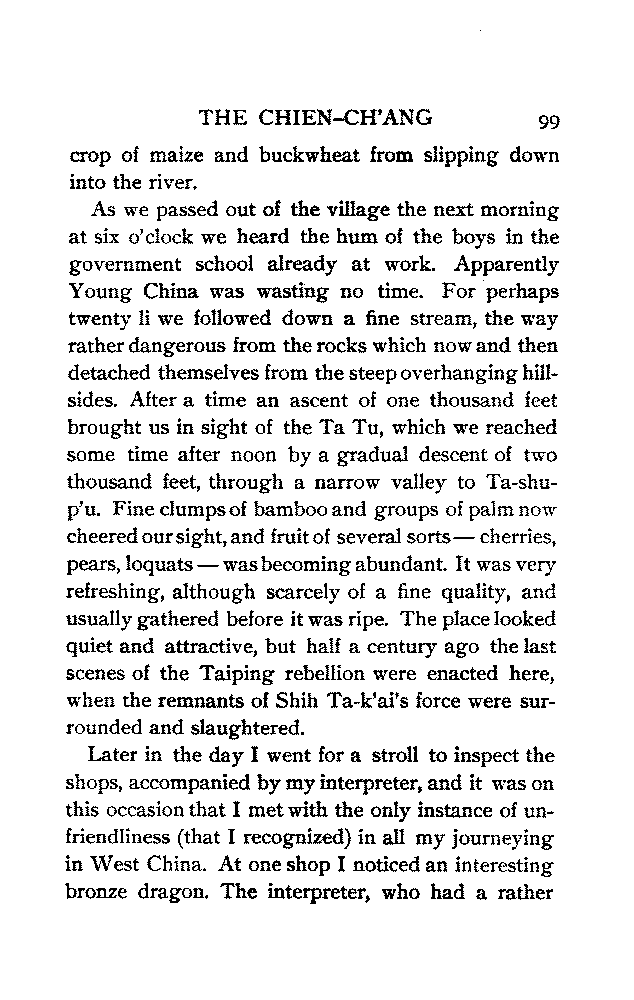 THE CHIEN–CH'ANG 99
crop of maize and buckwheat from slipping down
into the river.
As we passed out of the village the next morning
at six o'clock we heard the hum of the boys in the
government school already at work. Apparently
Young China was wasting no time. For perhaps
twenty li we followed down a fine stream, the way
rather dangerous from the rocks which now and then
detached themselves from the steep overhanging hill-
sides. After a time an ascent of one thousand feet
brought us in sight of the Ta Tu, which we reached
some time after noon by a gradual descent of two
thousand feet, through a narrow valley to Ta-shu-
p'u. Fine clumps of bamboo and groups of palm now
cheered our sight, and fruit of several sorts — cherries,
pears, loquats — was becoming abundant. It was very
refreshing, although scarcely of a fine quality, and
usually gathered before it was ripe. The place looked
quiet and attractive, but half a century ago the last
scenes of the Taiping rebellion were enacted here,
when the remnants of Shih Ta-k'ai's force were sur-
rounded and slaughtered.
Later in the day I went for a stroll to inspect the
shops, accompanied by my interpreter, and it was on
this occasion that I met with the only instance of un-
friendliness (that I recognized) in all my journeying
in West China. At one shop I noticed an interesting
bronze dragon. The interpreter, who had a rather